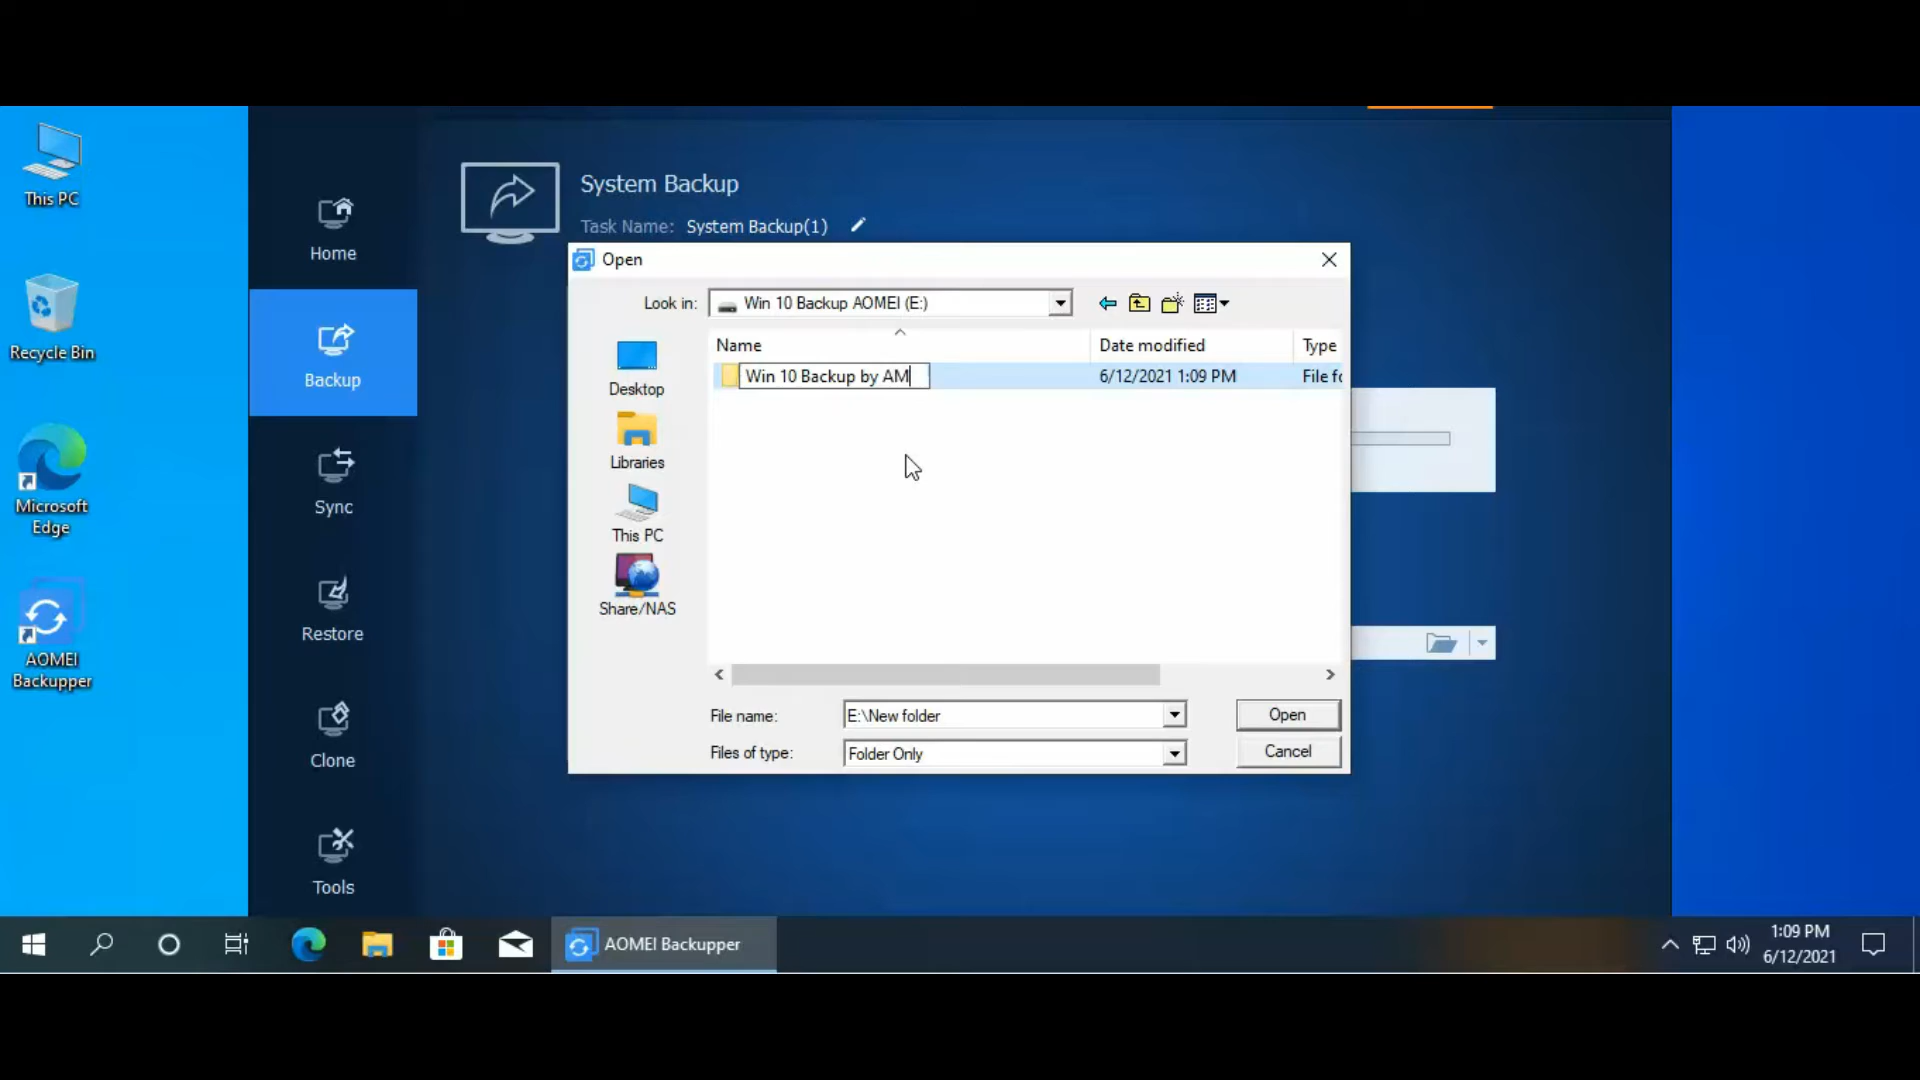 This PC
Recycle Bin
Microsoft
Edge
AOMEI
Backupper
Home
Backup
Sync
Restore
Clone
Tools
System Backup
Task Name: System Backup(1)
Open
Look in: Win 10 Backup AOMEI (E:)
Name Date modified Type
Win 10 Backup by AM 6/12/2021 1:09 PM File fo
Desktop
Libraries
This PC
Share/NAS
File name: E:\New folder Open
Files of type: Folder Only Cancel
AOMEI Backupper
1:09 PM
6/12/2021